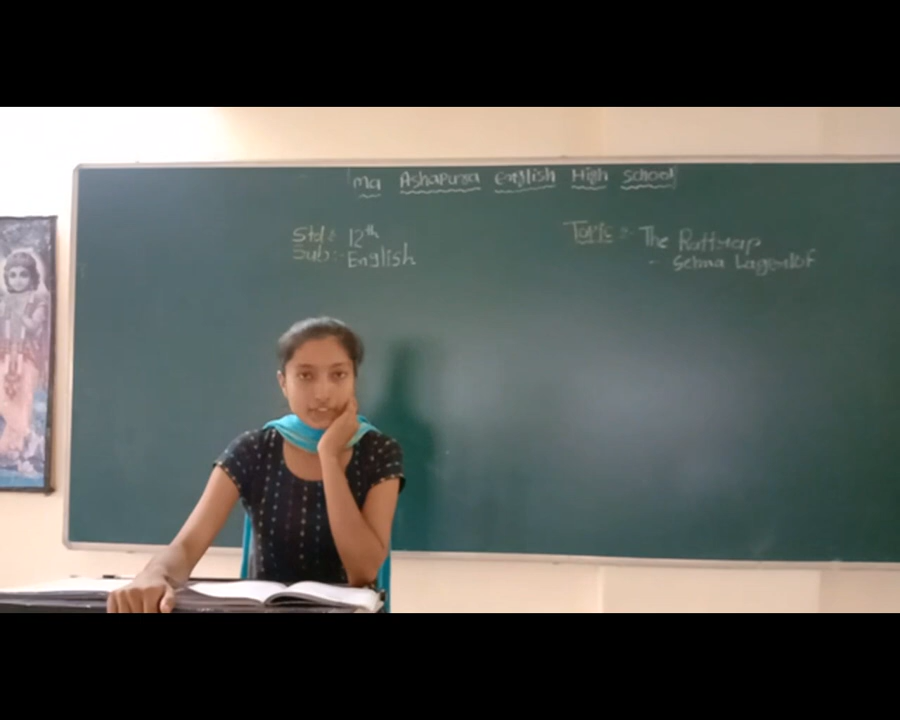 Ma Ashapura English High School
Std : 12th
Sub :- English
Topic :- The Rattrap
- Selma Lagerlof